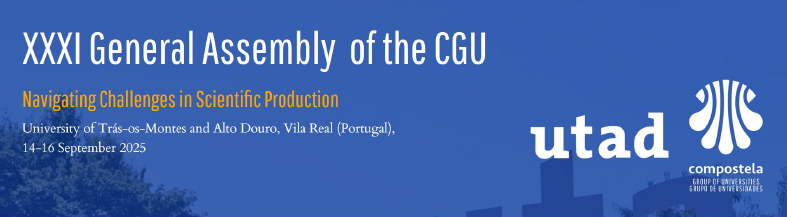 XXXI General Assembly of the CGU
Navigating Challenges in Scientific Production
University of Trás-os-Montes and Alto Douro, Vila Real (Portugal),
14-16 September 2025
utad
compostela
GROUP OF UNIVERSITIES
GRUPO DE UNIVERSIDADES